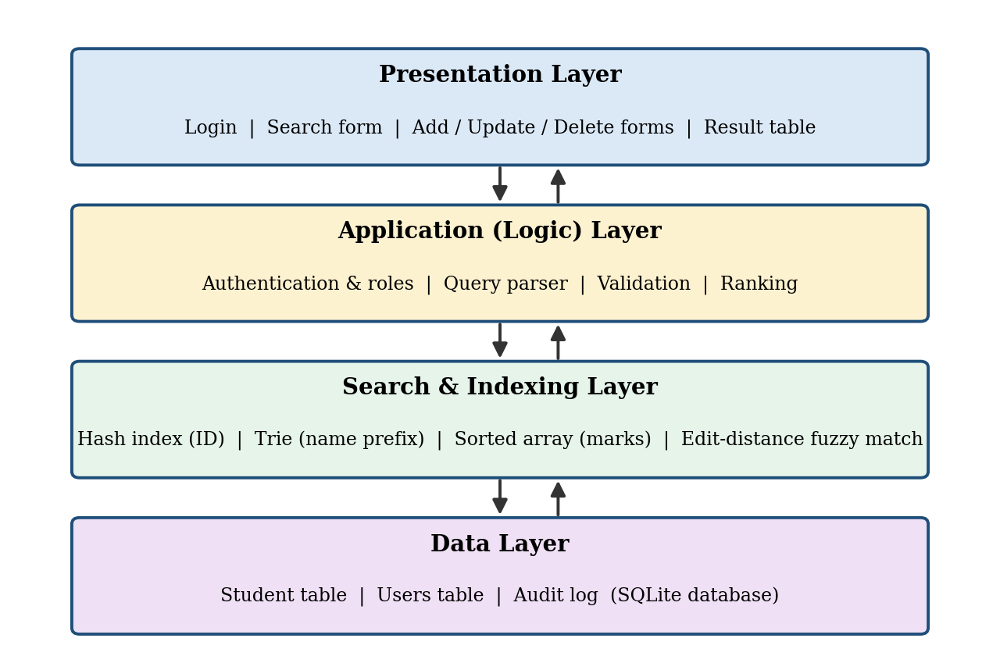 Presentation Layer
Login | Search form | Add / Update / Delete forms | Result table
Application (Logic) Layer
Authentication & roles | Query parser | Validation | Ranking
Search & Indexing Layer
Hash index (ID) | Trie (name prefix) | Sorted array (marks) | Edit-distance fuzzy match
Data Layer
Student table | Users table | Audit log (SQLite database)